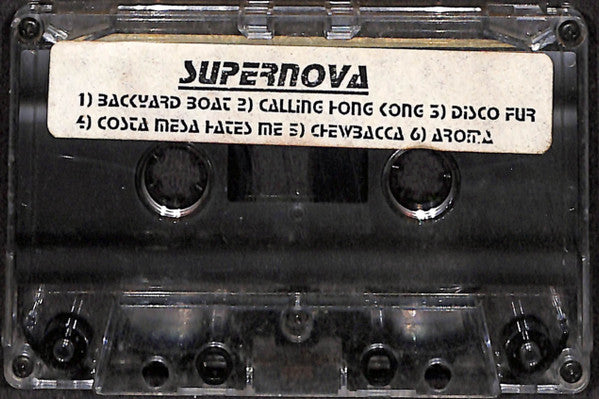 SUPERNOVA
1) BACKYARD BOAT 2) CALLING HONG KONG 3) DISCO FUR
4) COSTA MESA HATES ME 5) CHEWBACCA 6) AROMA